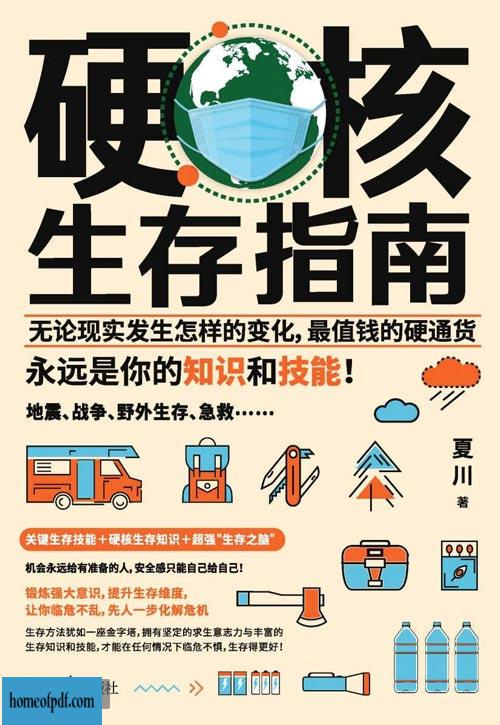 硬核
生存指南
无论现实发生怎样的变化,最值钱的硬通货
永远是你的知识和技能!
地震、战争、野外生存、急救……
夏川 著
关键生存技能+硬核生存知识+超强“生存之脑”
机会永远给有准备的人,安全感只能自己给自己!
锻炼强大意识,提升生存维度,
让你临危不乱,先人一步化解危机
生存方法犹如一座金字塔,拥有坚定的求生意志力与丰富的
生存知识和技能,才能在任何情况下临危不惧,生存得更好!
版社
homeofpdf.com